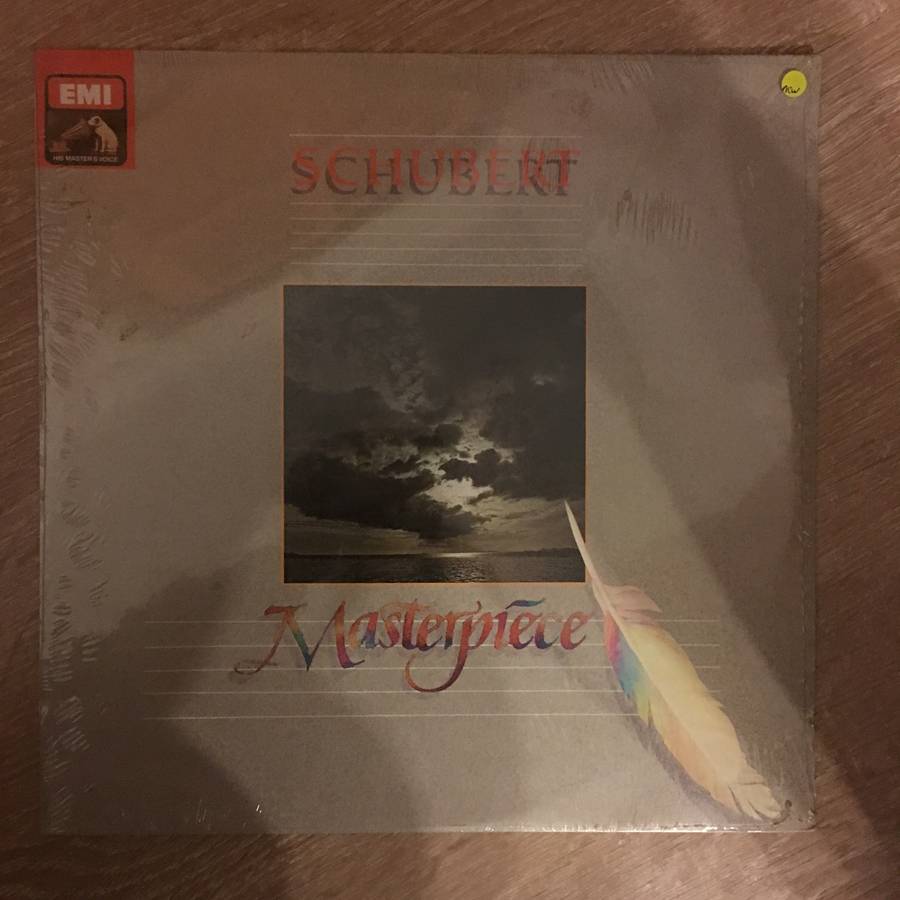 EMI
HIS MASTER'S VOICE
SCHUBERT
Masterpiece